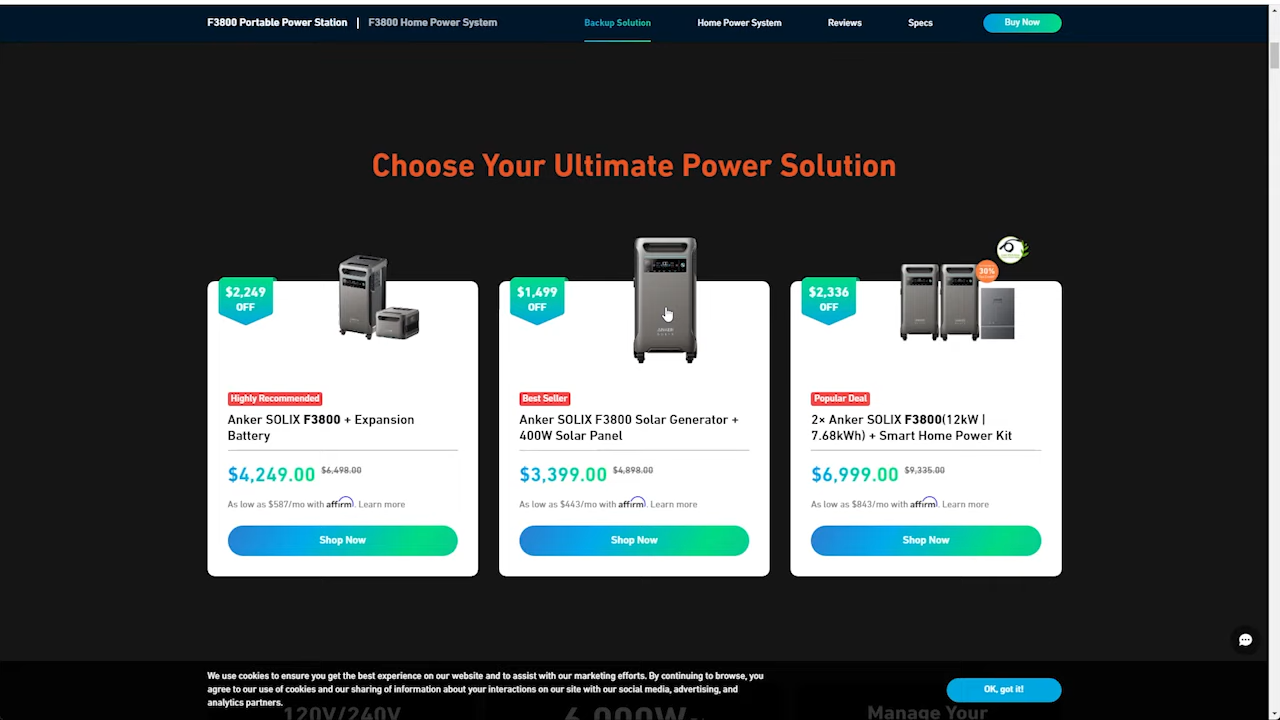 F3800 Portable Power Station | F3800 Home Power System
Backup Solution
Home Power System
Reviews
Specs
Buy Now
Choose Your Ultimate Power Solution
$2,249
OFF
Highly Recommended
Anker SOLIX F3800 + Expansion
Battery
$4,249.00 $6,498.00
As low as $587/mo with affirm. Learn more
Shop Now
$1,499
OFF
ANKER
SOLIX
Best Seller
Anker SOLIX F3800 Solar Generator +
400W Solar Panel
$3,399.00 $4,898.00
As low as $443/mo with affirm. Learn more
Shop Now
$2,336
OFF
30%
Popular Deal
2× Anker SOLIX F3800(12kW |
7.68kWh) + Smart Home Power Kit
$6,999.00 $9,335.00
As low as $843/mo with affirm. Learn more
Shop Now
We use cookies to ensure you get the best experience on our website and to assist with our marketing efforts. By continuing to browse, you
agree to our use of cookies and our sharing of information about your interactions on our site with our social media, advertising, and
analytics partners.
OK, got it!
120V/240V
6,000W
Manage Your